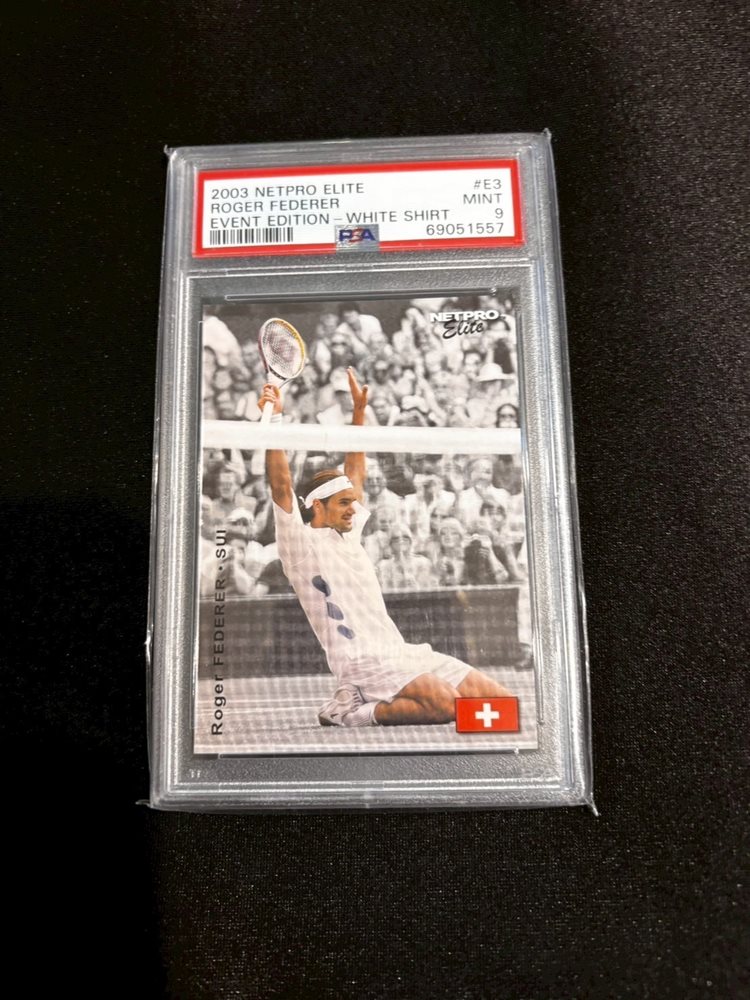 2003 NETPRO ELITE #E3
ROGER FEDERER MINT
EVENT EDITION - WHITE SHIRT 9
PSA 69051557
NETPRO
Elite
Roger FEDERER • SUI